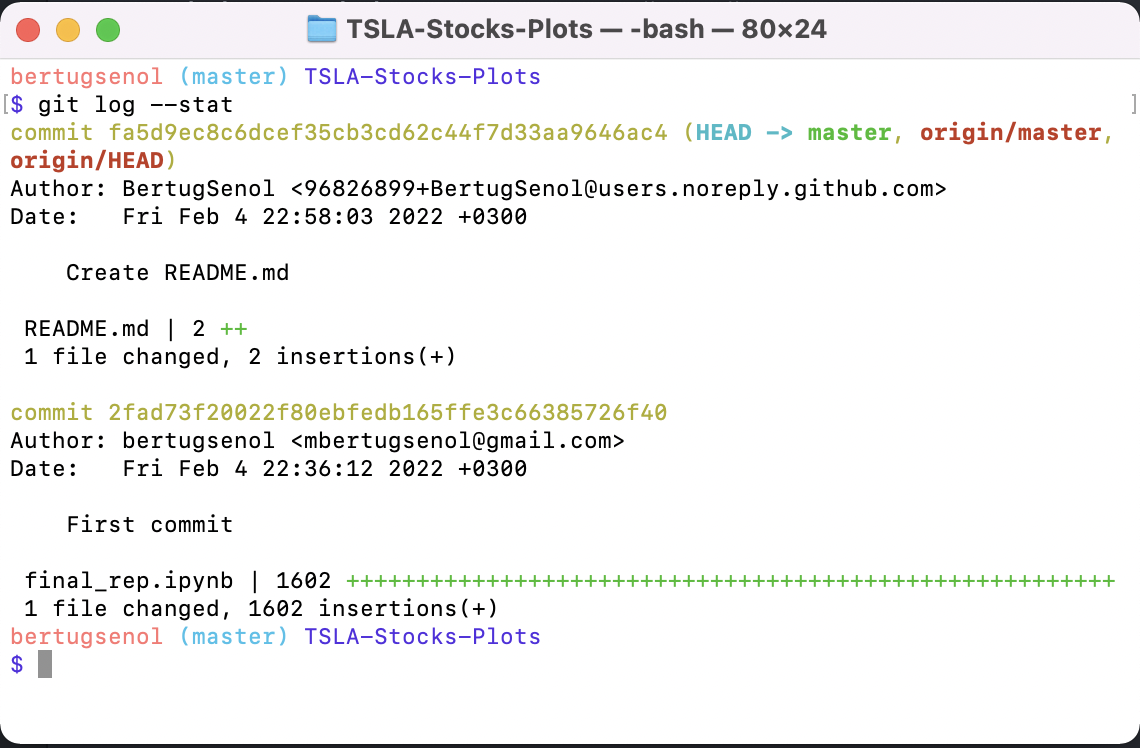 TSLA-Stocks-Plots — -bash — 80×24
bertugsenol (master) TSLA-Stocks-Plots
[$ git log --stat ]
commit fa5d9ec8c6dcef35cb3cd62c44f7d33aa9646ac4 (HEAD -> master, origin/master,
origin/HEAD)
Author: BertugSenol <96826899+BertugSenol@users.noreply.github.com>
Date:   Fri Feb 4 22:58:03 2022 +0300
Create README.md
README.md | 2 ++
1 file changed, 2 insertions(+)
commit 2fad73f20022f80ebfedb165ffe3c66385726f40
Author: bertugsenol <mbertugsenol@gmail.com>
Date:   Fri Feb 4 22:36:12 2022 +0300
First commit
final_rep.ipynb | 1602 +++++++++++++++++++++++++++++++++++++++++++++++++++++++
1 file changed, 1602 insertions(+)
bertugsenol (master) TSLA-Stocks-Plots
$